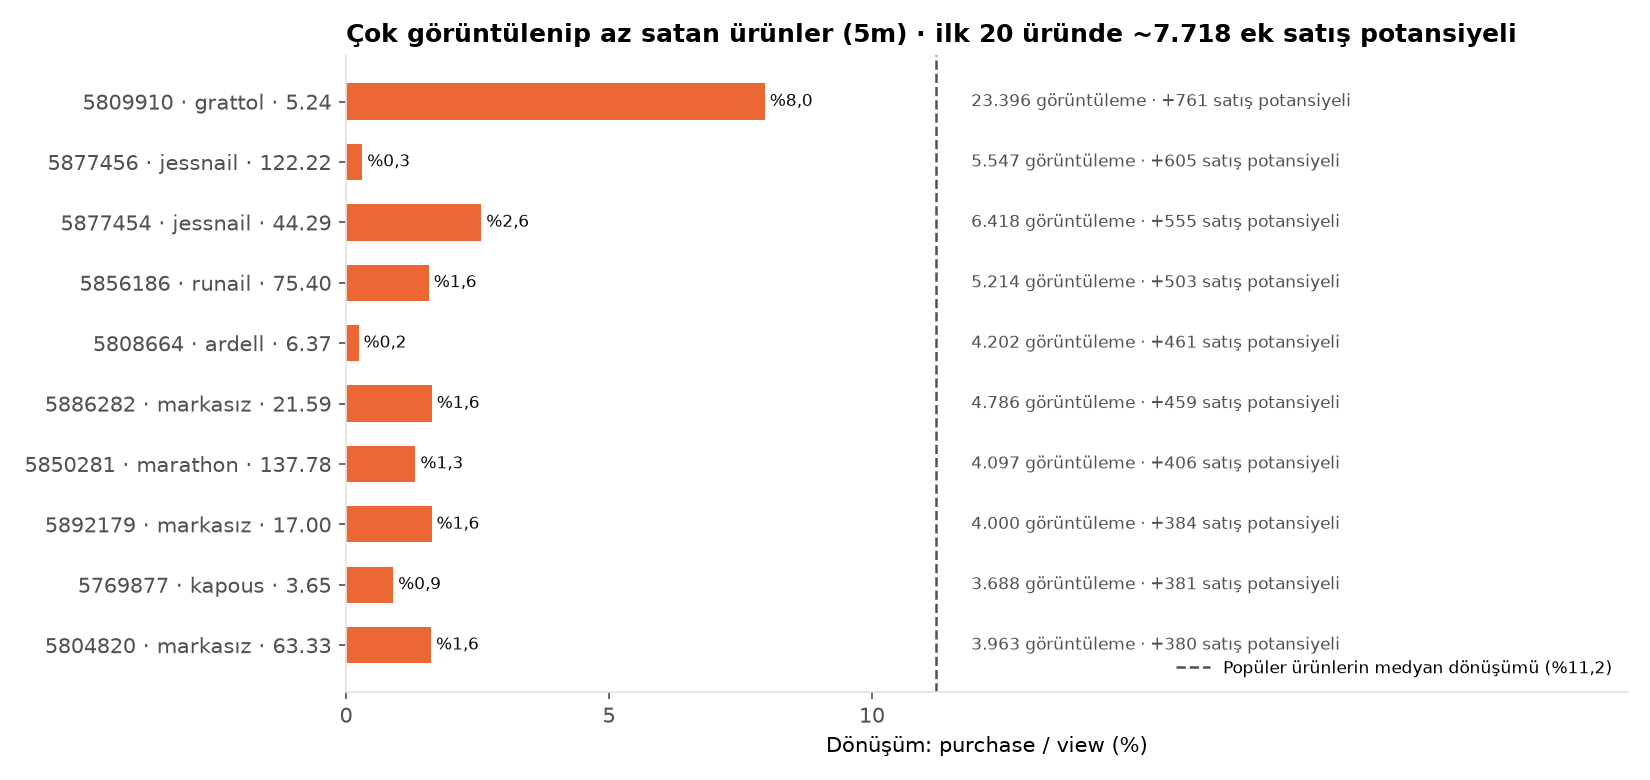 Çok görüntülenip az satan ürünler (5m) · ilk 20 üründe ~7.718 ek satış potansiyeli
5809910 · grattol · 5.24 %8,0 23.396 görüntüleme · +761 satış potansiyeli
5877456 · jessnail · 122.22 %0,3 5.547 görüntüleme · +605 satış potansiyeli
5877454 · jessnail · 44.29 %2,6 6.418 görüntüleme · +555 satış potansiyeli
5856186 · runail · 75.40 %1,6 5.214 görüntüleme · +503 satış potansiyeli
5808664 · ardell · 6.37 %0,2 4.202 görüntüleme · +461 satış potansiyeli
5886282 · markasız · 21.59 %1,6 4.786 görüntüleme · +459 satış potansiyeli
5850281 · marathon · 137.78 %1,3 4.097 görüntüleme · +406 satış potansiyeli
5892179 · markasız · 17.00 %1,6 4.000 görüntüleme · +384 satış potansiyeli
5769877 · kapous · 3.65 %0,9 3.688 görüntüleme · +381 satış potansiyeli
5804820 · markasız · 63.33 %1,6 3.963 görüntüleme · +380 satış potansiyeli
Popüler ürünlerin medyan dönüşümü (%11,2)
0 5 10
Dönüşüm: purchase / view (%)